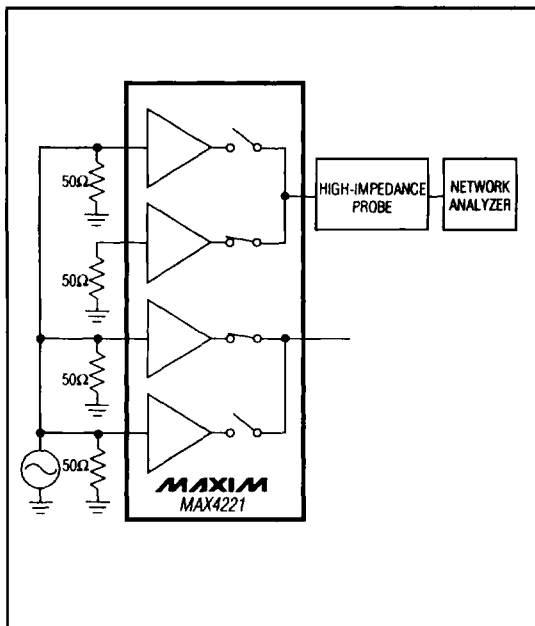 50Ω
HIGH-IMPEDANCE
PROBE
NETWORK
ANALYZER
50Ω
50Ω
50Ω
MAXIM
MAX4221